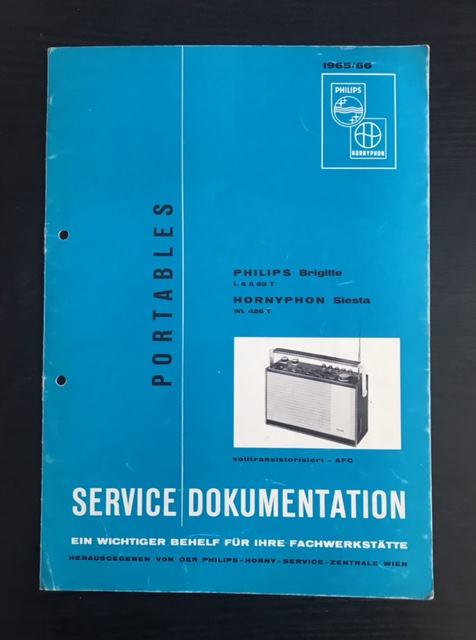 1965/66
PHILIPS
HORNYPHON
PORTABLES
PHILIPS Brigitte
L 4 A 62 T
HORNYPHON Siesta
WL 426 T
volltransistorisiert - AFC
SERVICE DOKUMENTATION
EIN WICHTIGER BEHELF FÜR IHRE FACHWERKSTÄTTE
HERAUSGEGEBEN VON DER PHILIPS-HORNY-SERVICE-ZENTRALE WIEN